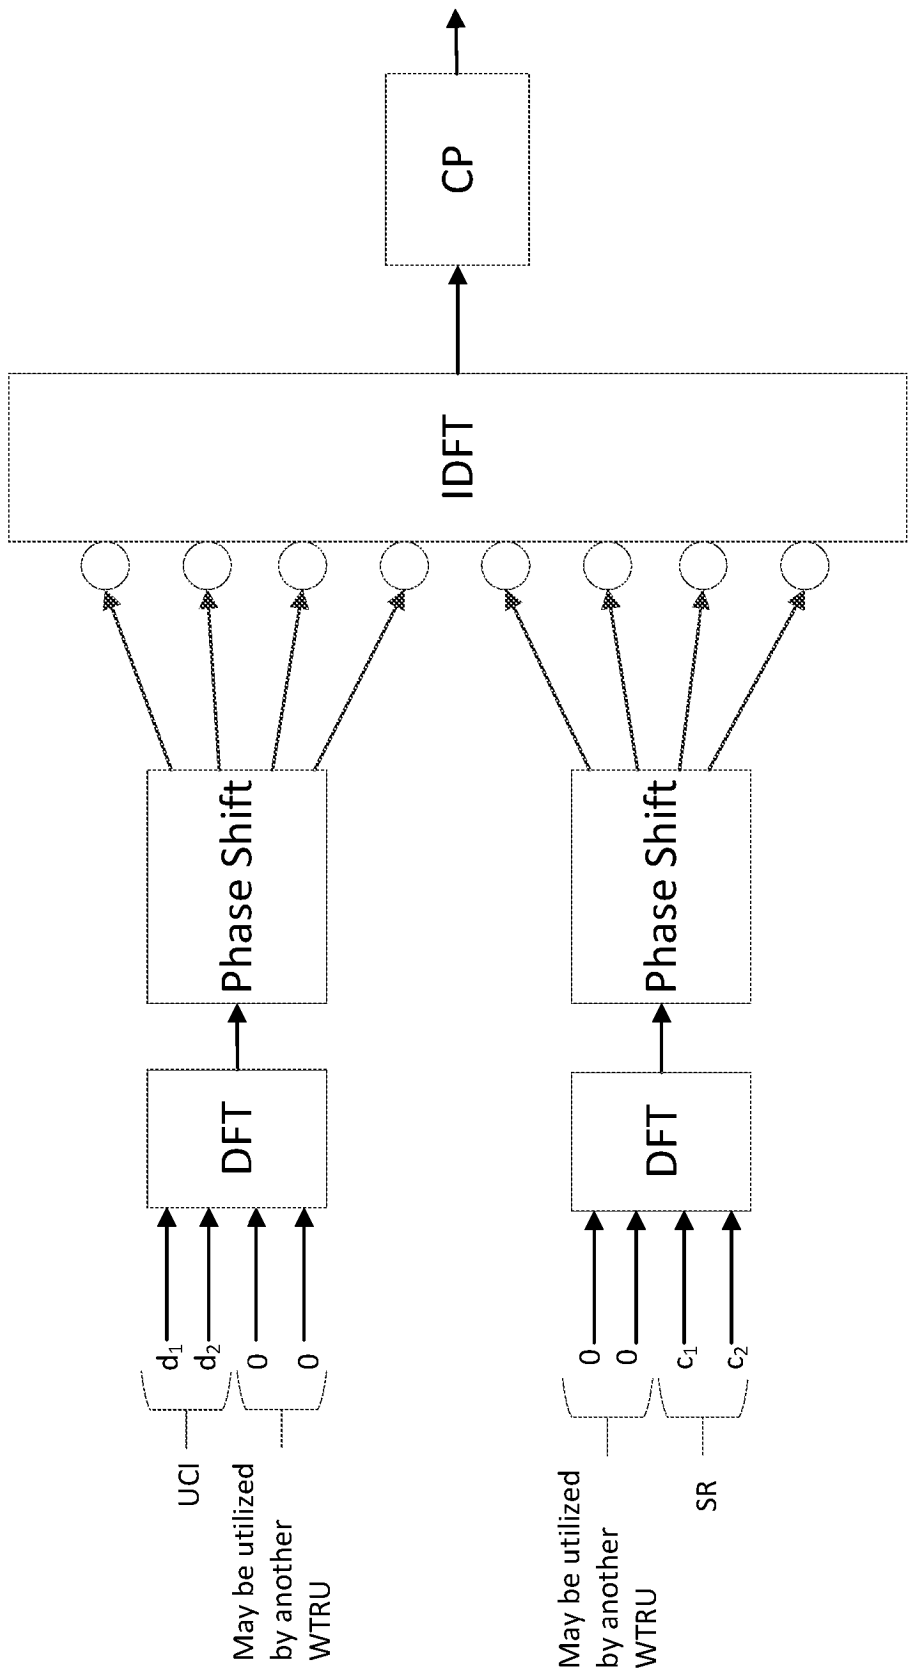 UCI
d1
d2
May be utilized
by another
WTRU
0
0
DFT
Phase Shift
May be utilized
by another
WTRU
0
0
SR
c1
c2
DFT
Phase Shift
IDFT
CP